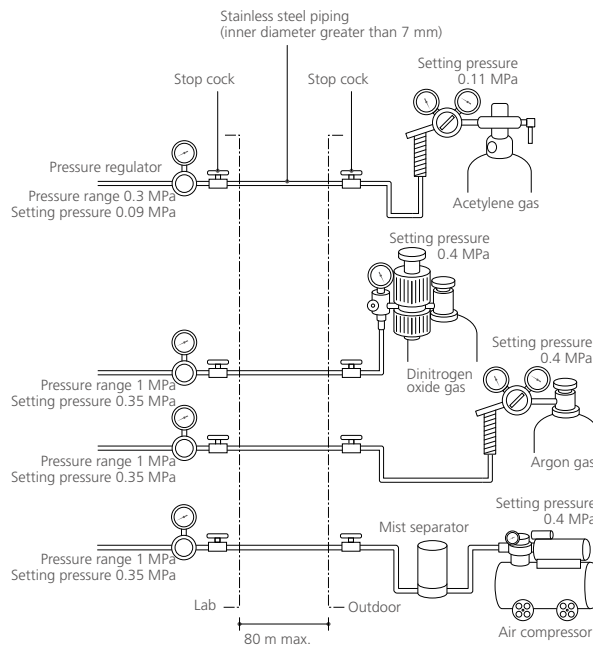 Stainless steel piping
(inner diameter greater than 7 mm)
Stop cock
Stop cock
Setting pressure
0.11 MPa
Pressure regulator
Pressure range 0.3 MPa
Setting pressure 0.09 MPa
Acetylene gas
Setting pressure
0.4 MPa
Dinitrogen
oxide gas
Pressure range 1 MPa
Setting pressure 0.35 MPa
Setting pressure
0.4 MPa
Pressure range 1 MPa
Setting pressure 0.35 MPa
Argon gas
Setting pressure
0.4 MPa
Mist separator
Pressure range 1 MPa
Setting pressure 0.35 MPa
Lab
Outdoor
80 m max.
Air compressor